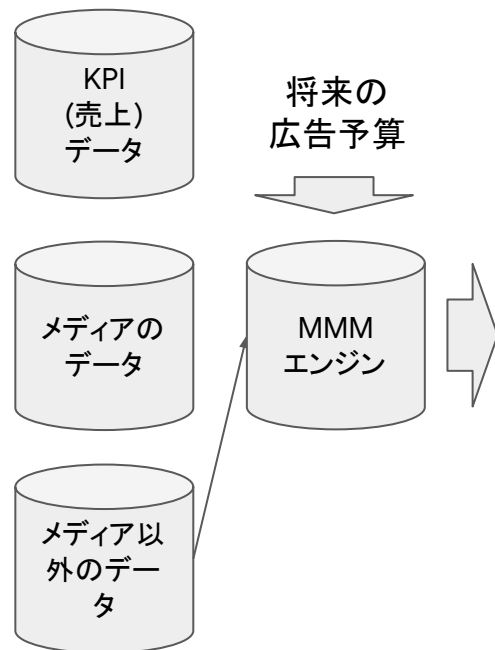 KPI
(売上)
データ
将来の
広告予算
メディアの
データ
MMM
エンジン
メディア以
外のデー
タ